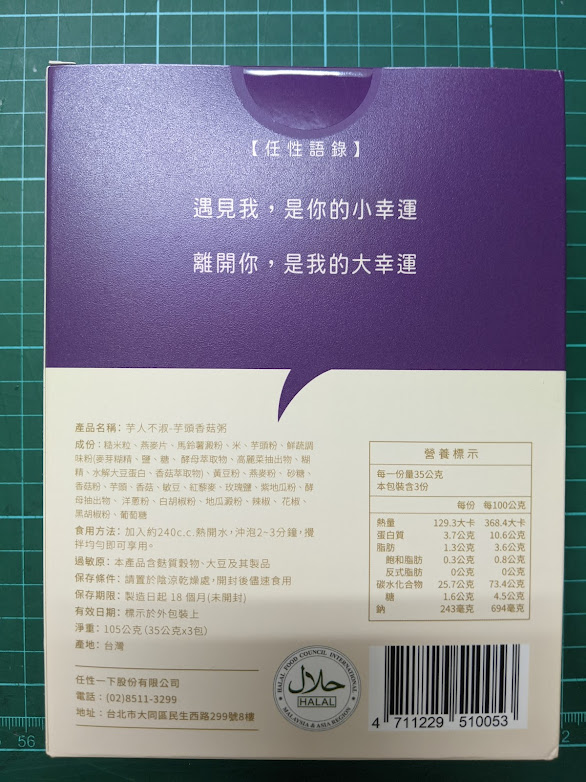 【任性語錄】
遇見我，是你的小幸運
離開你，是我的大幸運
產品名稱: 芋人不淑-芋頭香菇粥
成份: 糙米粒、燕麥片、馬鈴薯澱粉、米、芋頭粉、鮮蔬調
味粉(麥芽糊精、鹽、糖、酵母萃取物、高麗菜抽出物、糊
精、水解大豆蛋白、香菇萃取物)、黃豆粉、燕麥粉、砂糖、
香菇粉、芋頭、香菇、敏豆、紅藜麥、玫瑰鹽、紫地瓜粉、酵
母抽出物、洋蔥粉、白胡椒粉、地瓜澱粉、辣椒、花椒、
黑胡椒粉、葡萄糖
食用方法: 加入約240c.c.熱開水，沖泡2~3分鐘，攪
拌均勻即可享用。
過敏原: 本產品含麩質穀物、大豆及其製品
保存條件: 請置於陰涼乾燥處，開封後儘速食用
保存期限: 製造日起18個月(未開封)
有效日期: 標示於外包裝上
淨重: 105公克(35公克x3包)
產地: 台灣
任性一下股份有限公司
電話: (02)8511-3299
地址: 台北市大同區民生西路299號8樓
營養標示
每一份量35公克
本包裝含3份
每份 每100公克
熱量 129.3大卡 368.4大卡
蛋白質 3.7公克 10.6公克
脂肪 1.3公克 3.6公克
飽和脂肪 0.3公克 0.8公克
反式脂肪 0公克 0公克
碳水化合物 25.7公克 73.4公克
糖 1.6公克 4.5公克
鈉 243毫克 694毫克
HALAL FOOD COUNCIL INTERNATIONAL
حلال
HALAL
MALAYSIA & ASIA REGION
4 711229 510053
56
2